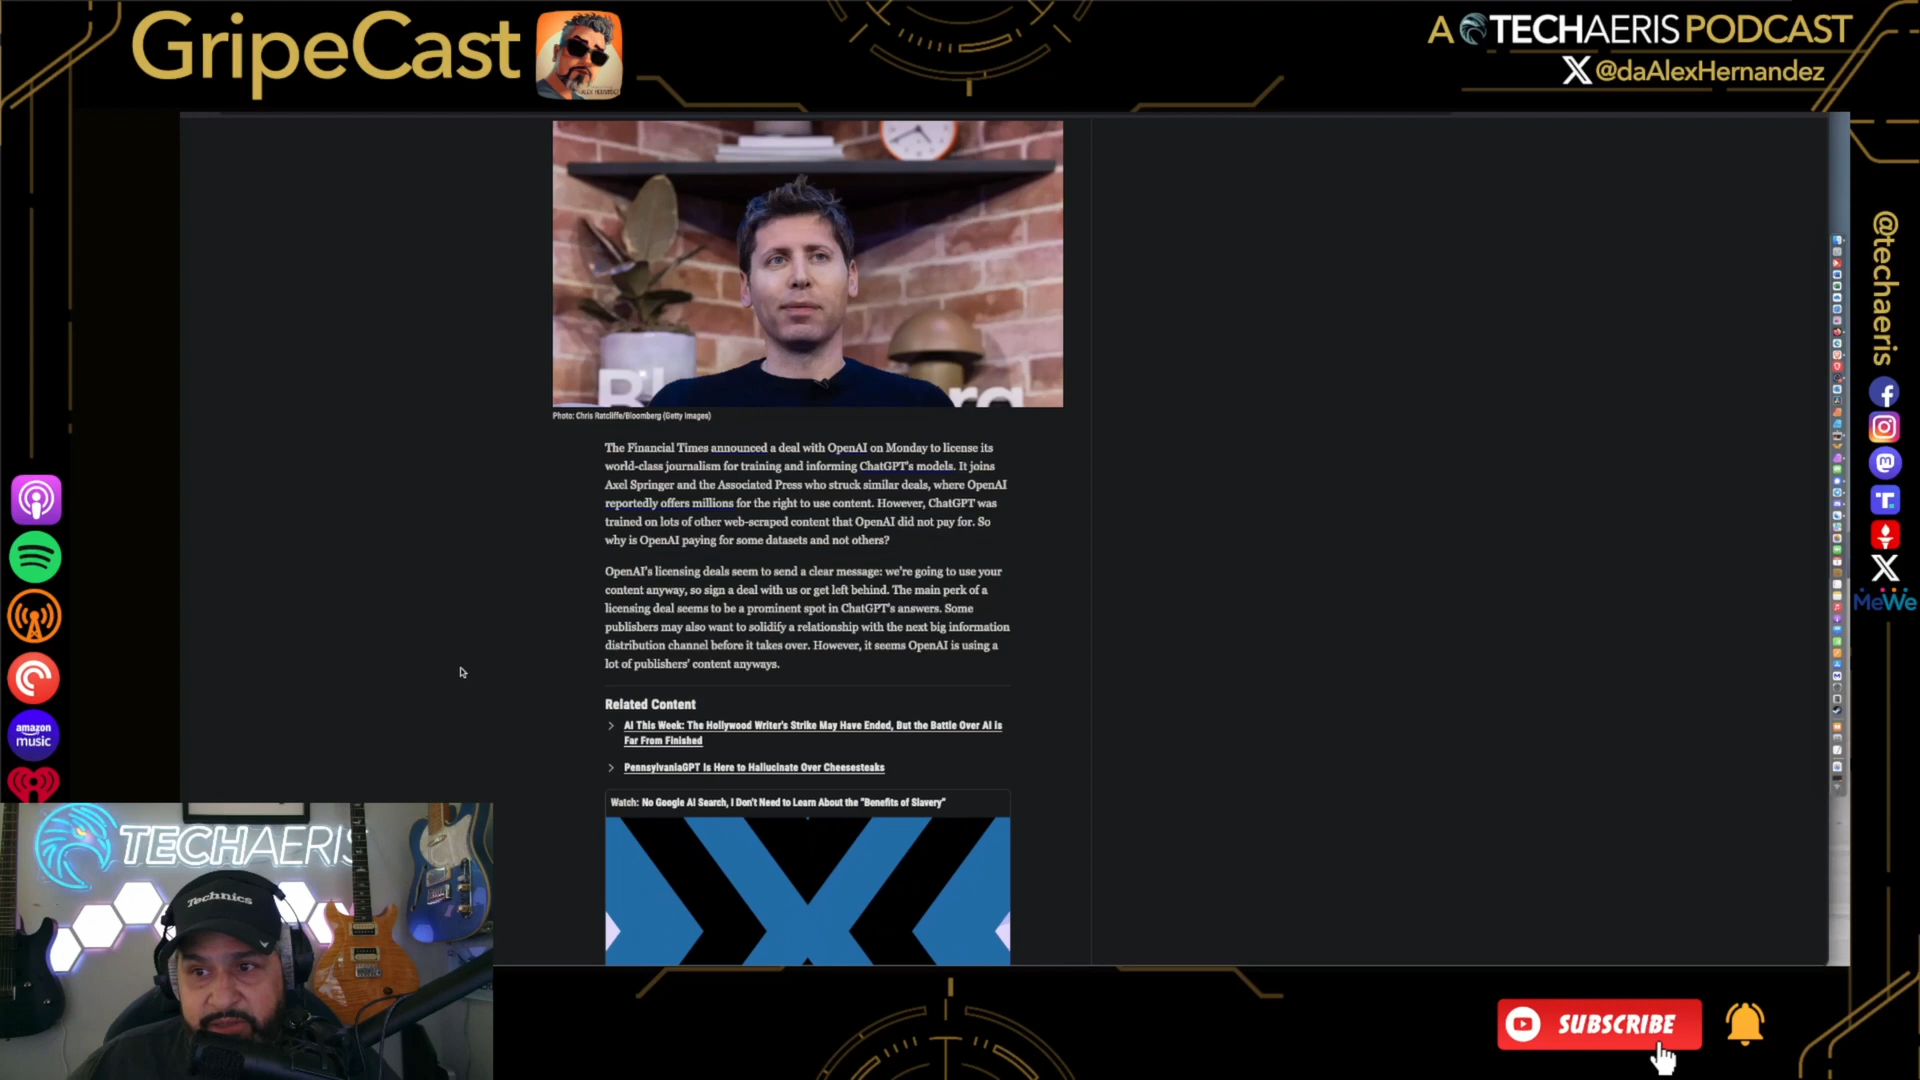 GripeCast
A TECHAERIS PODCAST
X @daAlexHernandez
@techaeris
Photo: Chris Ratcliffe/Bloomberg (Getty Images)
The Financial Times announced a deal with OpenAI on Monday to license its
world-class journalism for training and informing ChatGPT's models. It joins
Axel Springer and the Associated Press who struck similar deals, where OpenAI
reportedly offers millions for the right to use content. However, ChatGPT was
trained on lots of other web-scraped content that OpenAI did not pay for. So
why is OpenAI paying for some datasets and not others?
OpenAI's licensing deals seem to send a clear message: we're going to use your
content anyway, so sign a deal with us or get left behind. The main perk of a
licensing deal seems to be a prominent spot in ChatGPT's answers. Some
publishers may also want to solidify a relationship with the next big information
distribution channel before it takes over. However, it seems OpenAI is using a
lot of publishers' content anyways.
Related Content
AI This Week: The Hollywood Writer's Strike May Have Ended, But the Battle Over AI is
Far From Finished
PennsylvaniaGPT Is Here to Hallucinate Over Cheesesteaks
Watch: No Google AI Search, I Don't Need to Learn About the "Benefits of Slavery"
MeWe
amazon
music
TECHAERIS
Technics
SUBSCRIBE